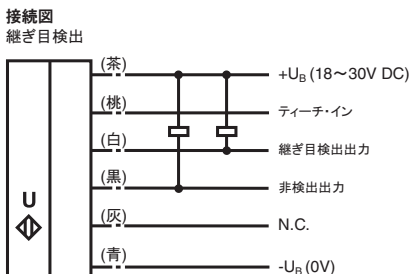 接続図
継ぎ目検出
(茶)
+UB (18～30V DC)
(桃)
ティーチ・イン
(白)
継ぎ目検出出力
(黒)
非検出出力
U
(灰)
N.C.
(青)
-UB (0V)